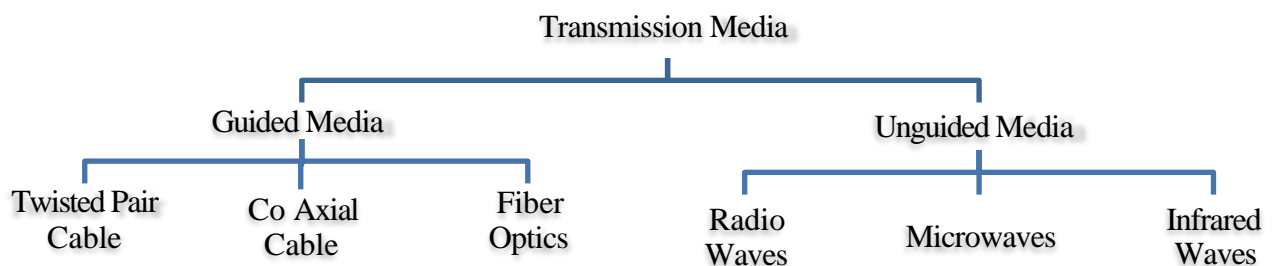 Transmission Media
Guided Media
Unguided Media
Twisted Pair
Cable
Co Axial
Cable
Fiber
Optics
Radio
Waves
Microwaves
Infrared
Waves